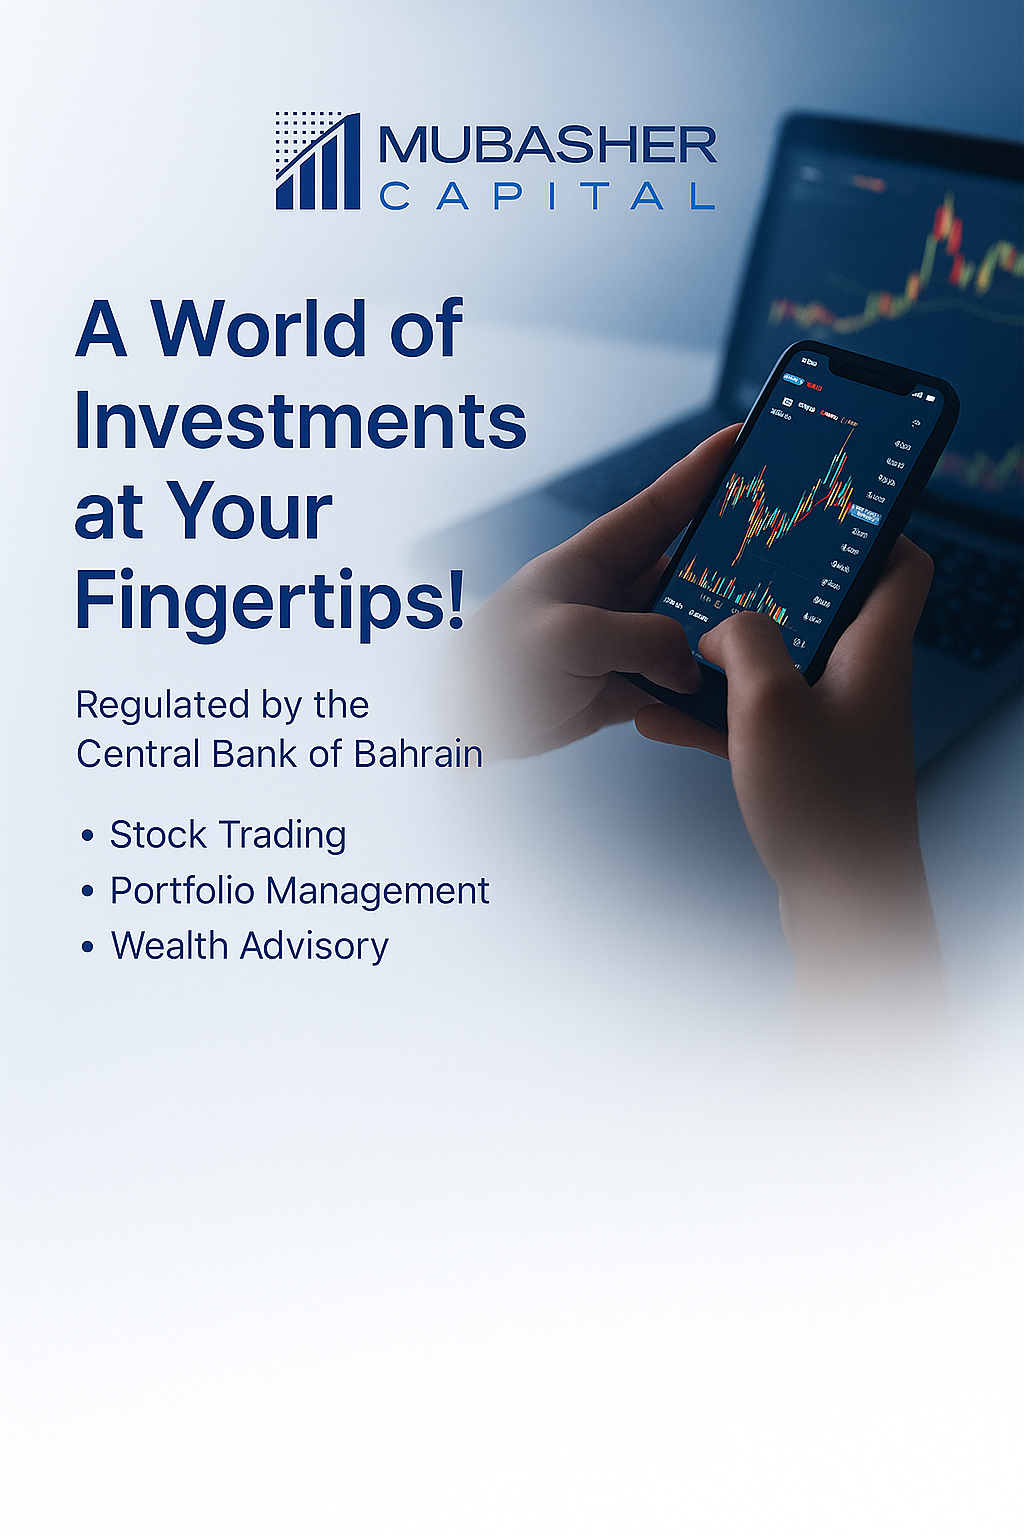 MUBASHER
CAPITAL
A World of
Investments
at Your
Fingertips!
Regulated by the
Central Bank of Bahrain
• Stock Trading
• Portfolio Management
• Wealth Advisory